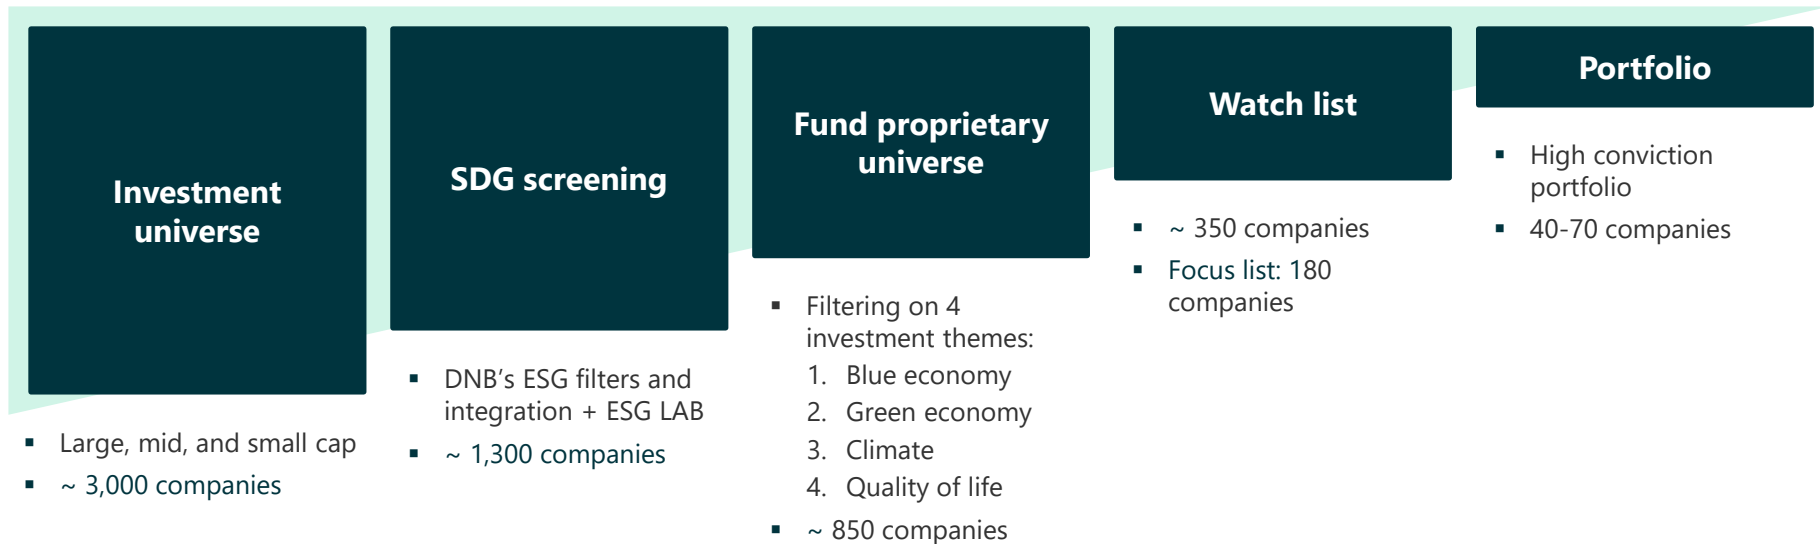 Investment
universe
▪ Large, mid, and small cap
▪ ~ 3,000 companies
SDG screening
▪ DNB’s ESG filters and
integration + ESG LAB
▪ ~ 1,300 companies
Fund proprietary
universe
▪ Filtering on 4
investment themes:
1. Blue economy
2. Green economy
3. Climate
4. Quality of life
▪ ~ 850 companies
Watch list
▪ ~ 350 companies
▪ Focus list: 180
companies
Portfolio
▪ High conviction
portfolio
▪ 40-70 companies